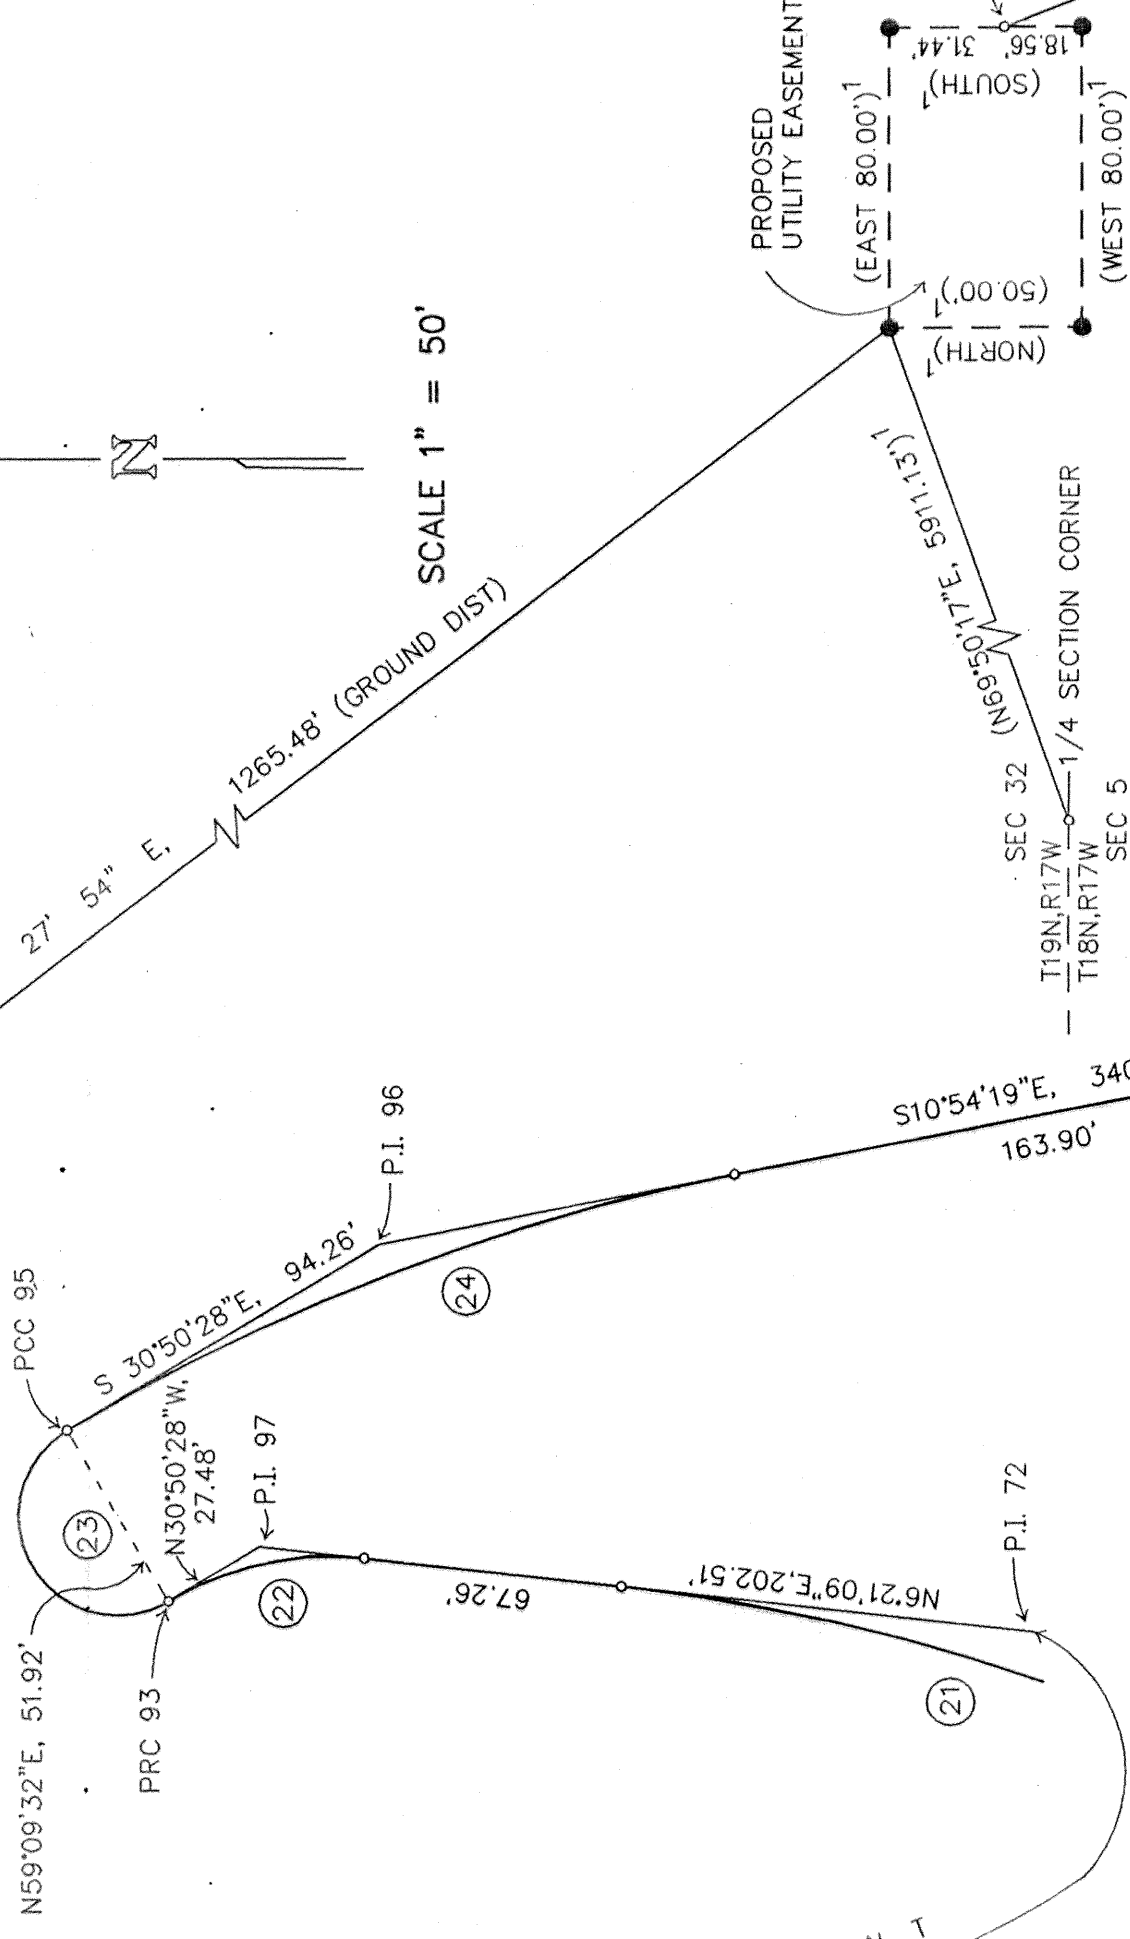 PROPOSED
UTILITY EASEMENT
(EAST 80.00')1
(SOUTH)1
31.44'
18.56'
(WEST 80.00')1
(NORTH)1
(50.00')1
N
SCALE 1" = 50'
27' 54" E,
1265.48' (GROUND DIST)
(N69°50'17"E, 5911.13')1
SEC 32
1/4 SECTION CORNER
T19N,R17W
T18N,R17W
SEC 5
PCC 95
S 30°50'28"E, 94.26'
P.I. 96
24
S10°54'19"E, 340
163.90'
N59°09'32"E, 51.92'
23
PRC 93
N30°50'28"W,
27.48'
P.I. 97
22
67.26'
N6°21'09"E,202.51'
P.I. 72
21